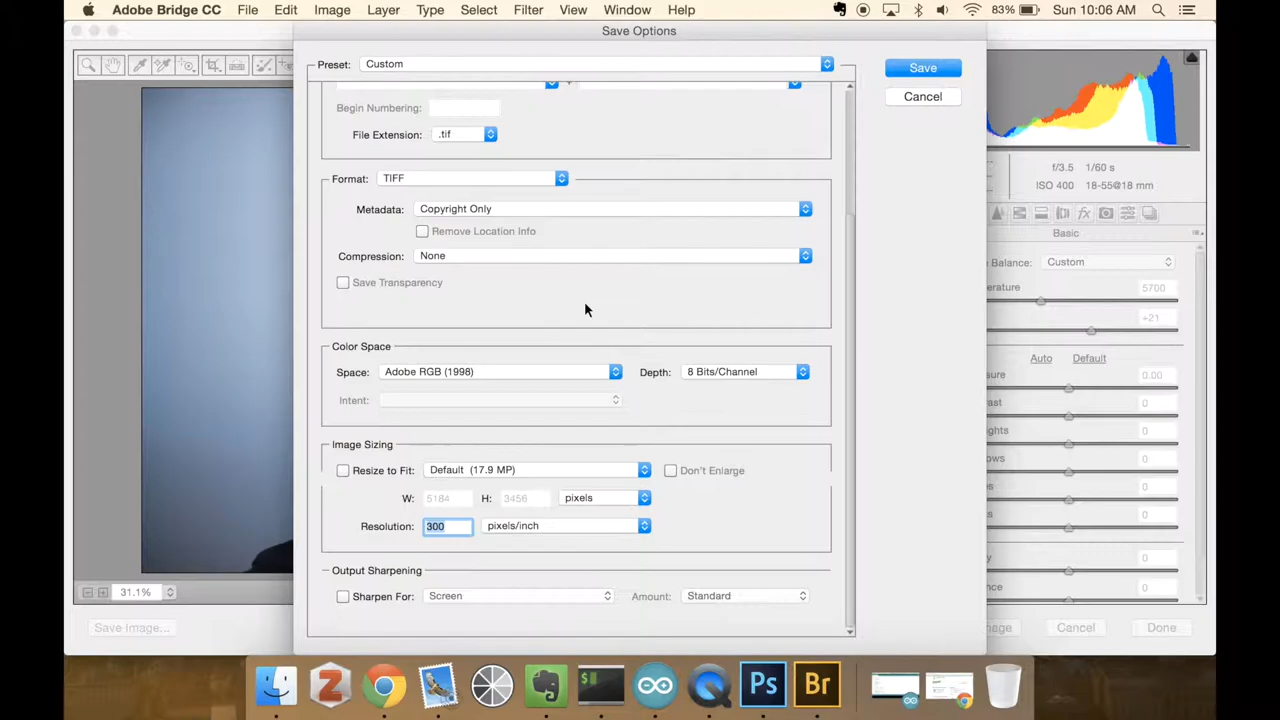 Adobe Bridge CC File Edit Image Layer Type Select Filter View Window Help 83% Sun 10:06 AM
Save Options
Preset: Custom
Save
Begin Numbering:
Cancel
File Extension: .tif
f/3.5 1/60 s
Format: TIFF
ISO 400 18-55@18 mm
Metadata: Copyright Only
Remove Location Info
Basic
Compression: None
e Balance: Custom
Save Transparency
erature 5700
+21
Color Space
Auto Default
Space: Adobe RGB (1998) Depth: 8 Bits/Channel
sure 0.00
Intent:
ast 0
lights 0
Image Sizing
ows 0
Resize to Fit: Default (17.9 MP) Don't Enlarge
es 0
W: 5184 H: 3456 pixels
s 0
Resolution: 300 pixels/inch
ty 0
Output Sharpening
31.1%
Sharpen For: Screen Amount: Standard
nce 0
Save Image... mage Cancel Done
Z $ Ps Br